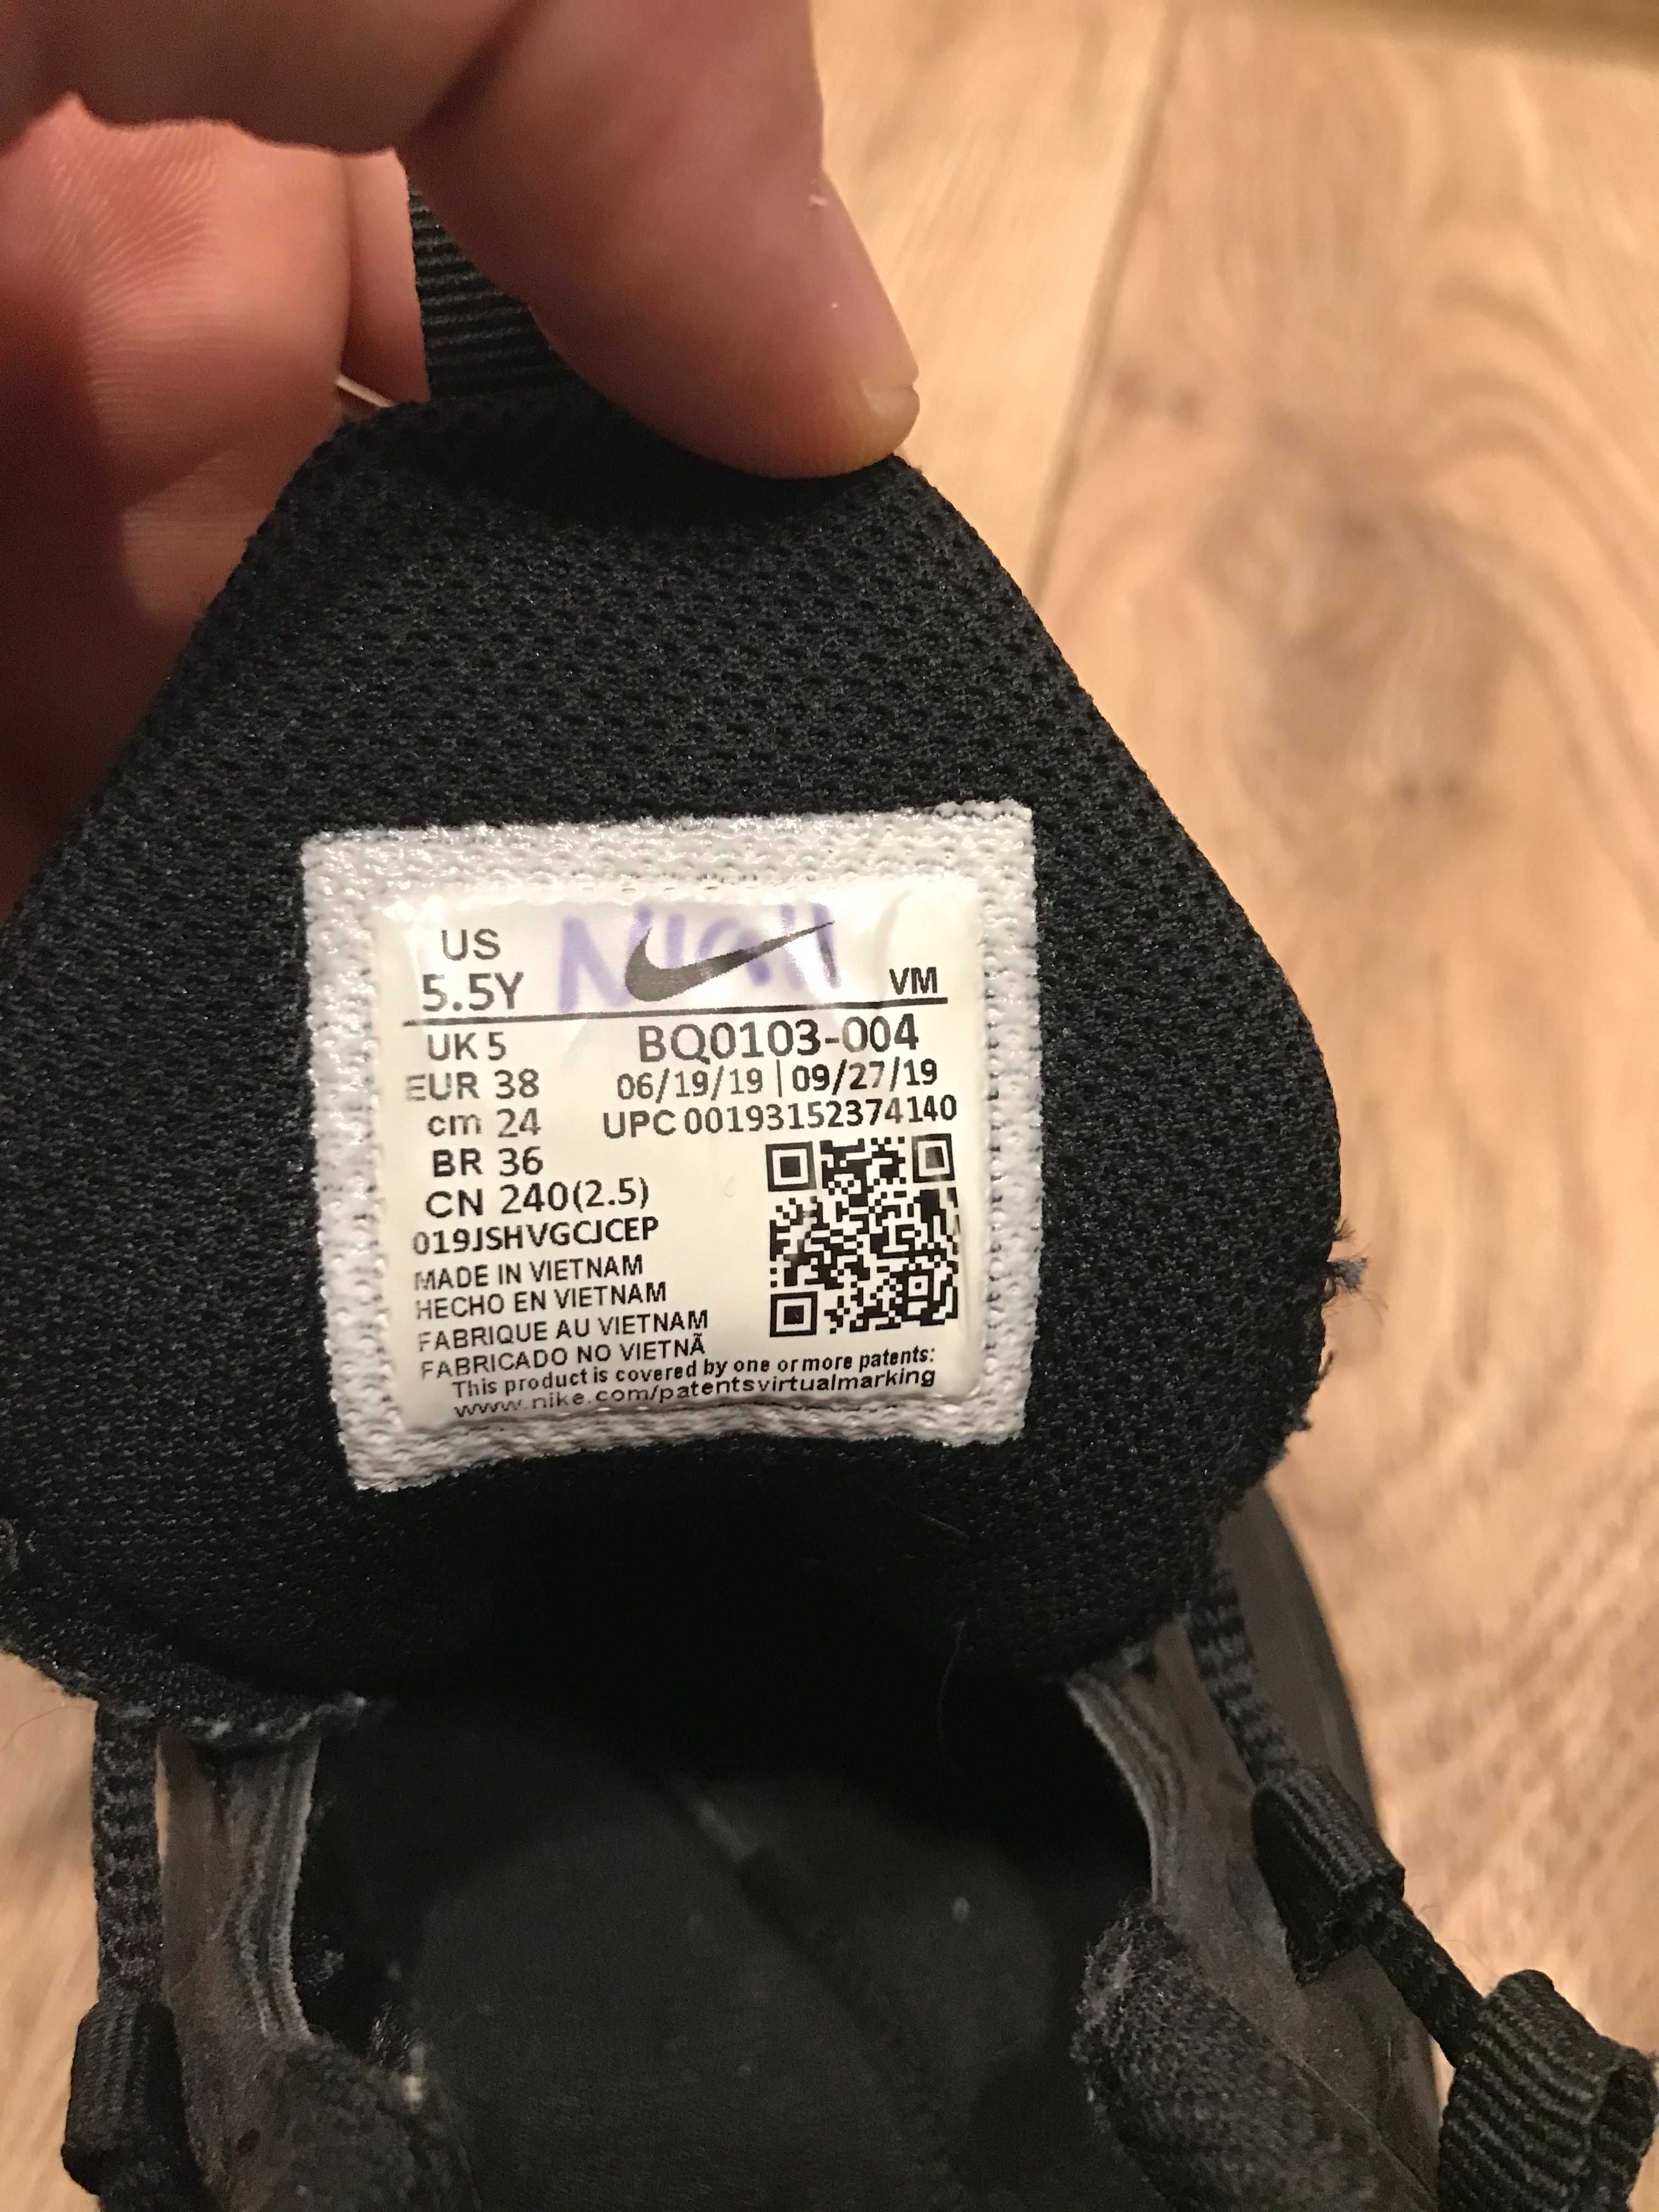 US
5.5Y
VM
UK 5
BQ0103-004
EUR 38
06/19/19 | 09/27/19
cm 24
UPC 00193152374140
BR 36
CN 240(2.5)
019JSHVGCJCEP
MADE IN VIETNAM
HECHO EN VIETNAM
FABRIQUE AU VIETNAM
FABRICADO NO VIETNÃ
This product is covered by one or more patents:
www.nike.com/patentsvirtualmarking